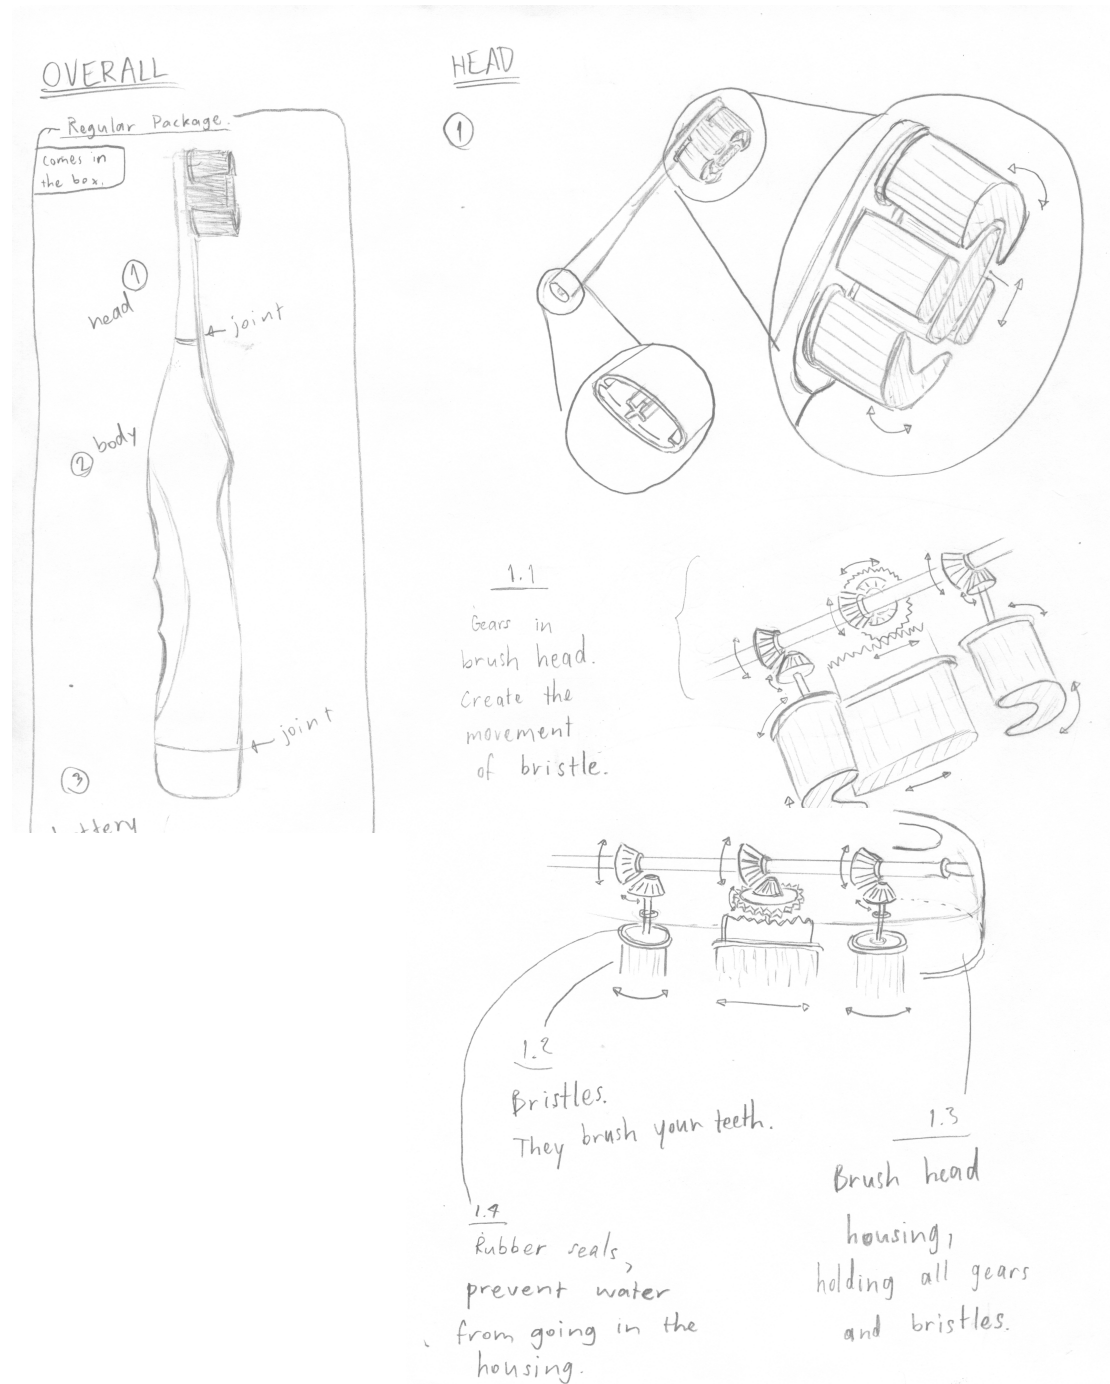 OVERALL
Regular Package.
comes in
the box.
1
head
joint
2
body
joint
3
HEAD
1
1.1
Gears in
brush head.
Create the
movement
of bristle.
1.2
Bristles.
They brush your teeth.
1.3
Brush head
housing,
holding all gears
and bristles.
1.4
Rubber seals,
prevent water
from going in the
housing.